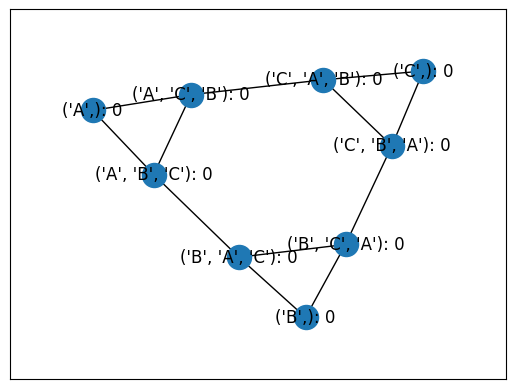 ('C',): 0
('C', 'A', 'B'): 0
('A', 'C', 'B'): 0
('A',): 0
('C', 'B', 'A'): 0
('A', 'B', 'C'): 0
('B', 'C', 'A'): 0
('B', 'A', 'C'): 0
('B',): 0